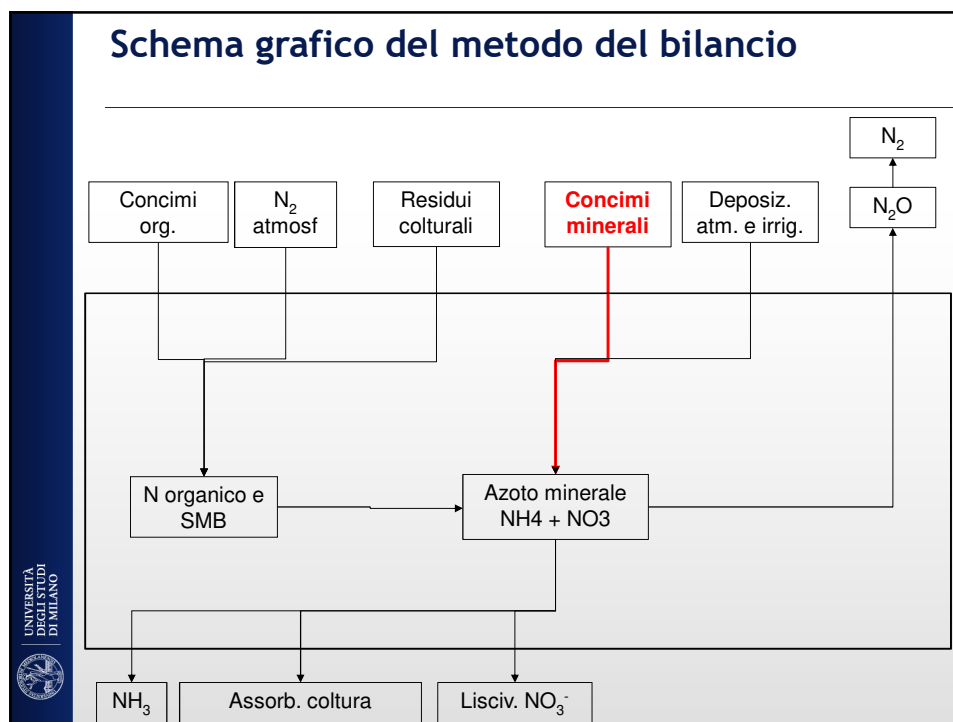 Schema grafico del metodo del bilancio
N₂
Concimi
org.
N₂
atmosf
Residui
colturali
Concimi
minerali
Deposiz.
atm. e irrig.
N₂O
N organico e
SMB
Azoto minerale
NH4 + NO3
NH₃
Assorb. coltura
Lisciv. NO₃⁻
UNIVERSITÀ
DEGLI STUDI
DI MILANO